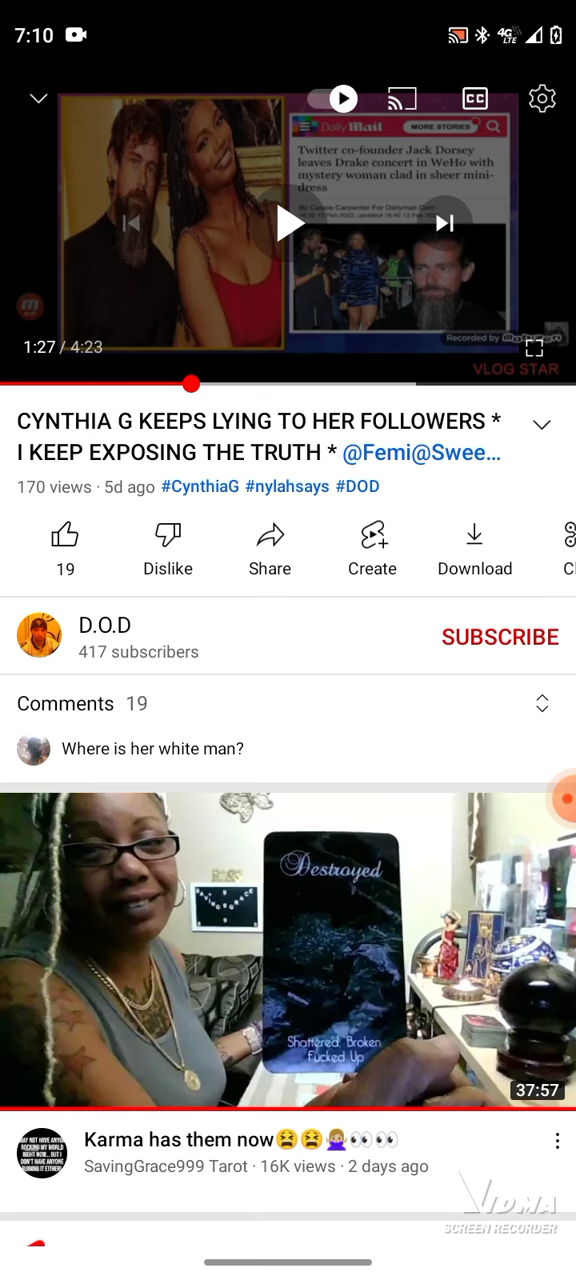 7:10
4G
LTE
CC
Daily Mail
MORE STORIES
Twitter co-founder Jack Dorsey
leaves Drake concert in WeHo with
mystery woman clad in sheer mini-
dress
By Cassie Carpenter For Dailymail.Com
1:27 / 4:23
Recorded by
VLOG STAR
CYNTHIA G KEEPS LYING TO HER FOLLOWERS *
I KEEP EXPOSING THE TRUTH * @Femi@Swee...
170 views · 5d ago #CynthiaG #nylahsays #DOD
19 Dislike Share Create Download
D.O.D
417 subscribers
SUBSCRIBE
Comments 19
Where is her white man?
Destroyed
Shattered. Broken.
Fucked Up
37:57
Karma has them now😫😫🙅🏼‍♀️👀👀
SavingGrace999 Tarot · 16K views · 2 days ago
VIDMA
SCREEN RECORDER